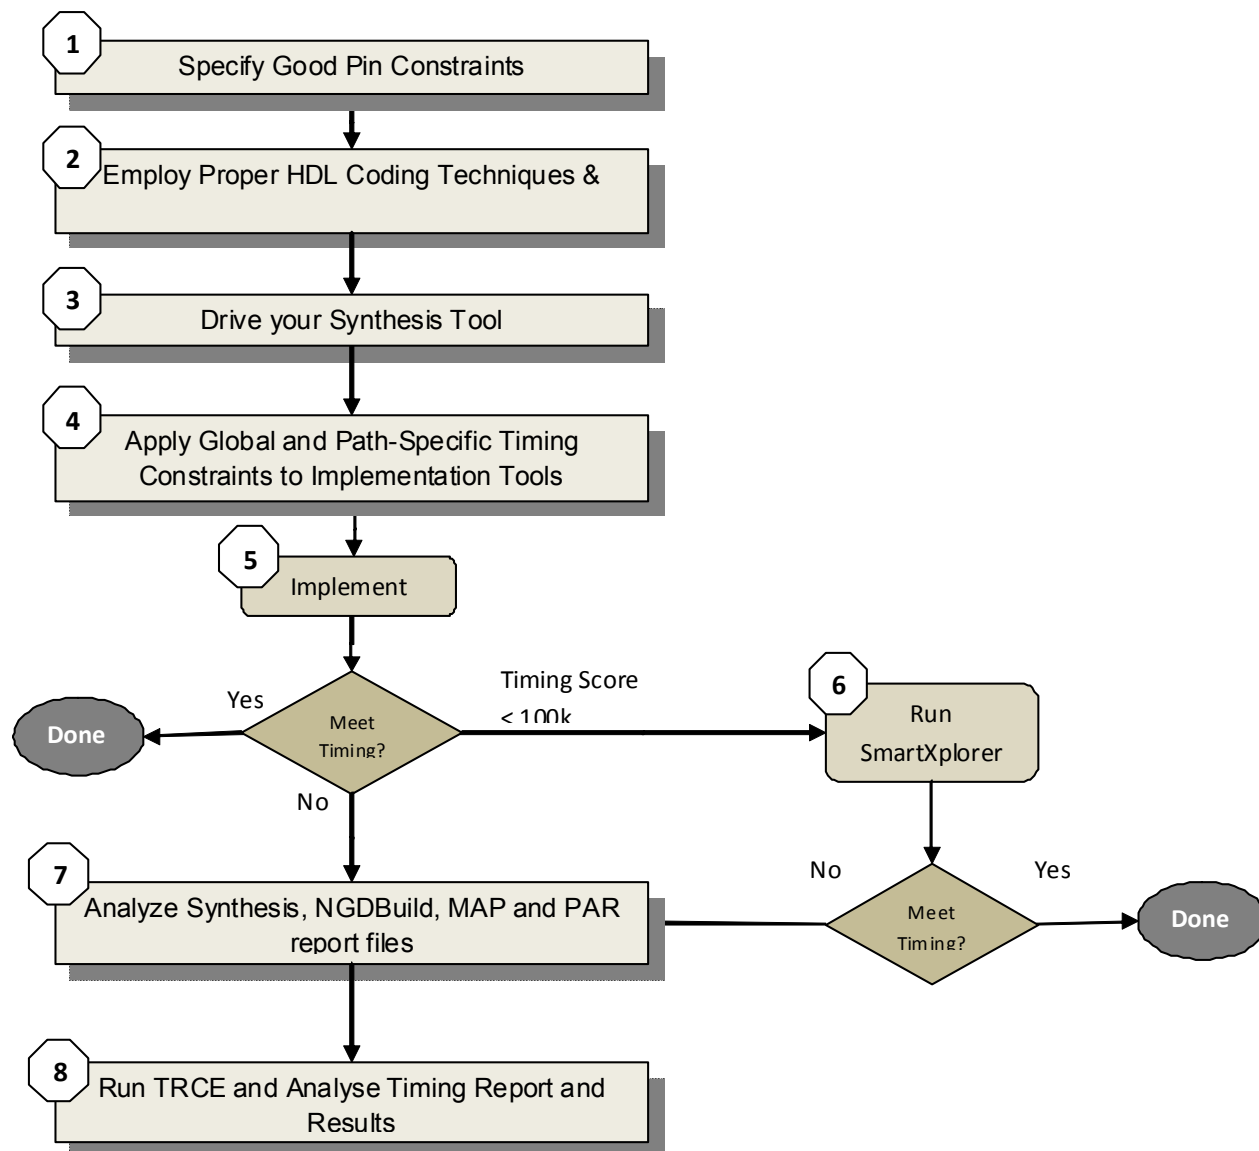 1
Specify Good Pin Constraints
2
Employ Proper HDL Coding Techniques &
3
Drive your Synthesis Tool
4
Apply Global and Path-Specific Timing
Constraints to Implementation Tools
5
Implement
Yes
Done
Meet
Timing?
No
Timing Score
< 100k
6
Run
SmartXplorer
7
Analyze Synthesis, NGDBuild, MAP and PAR
report files
No
Yes
Meet
Timing?
Done
8
Run TRCE and Analyse Timing Report and
Results